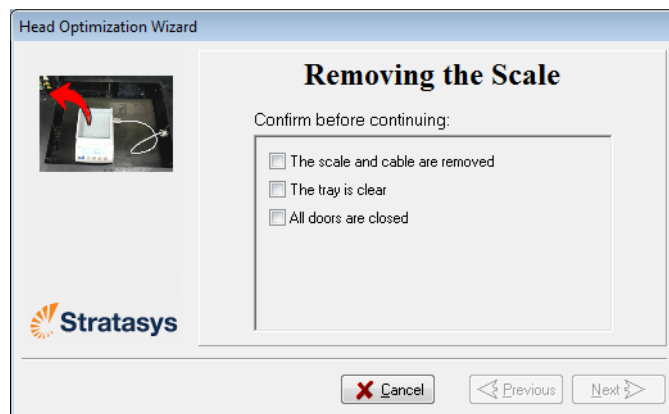 Head Optimization Wizard
Removing the Scale
Confirm before continuing:
The scale and cable are removed
The tray is clear
All doors are closed
Stratasys
Cancel
Previous
Next